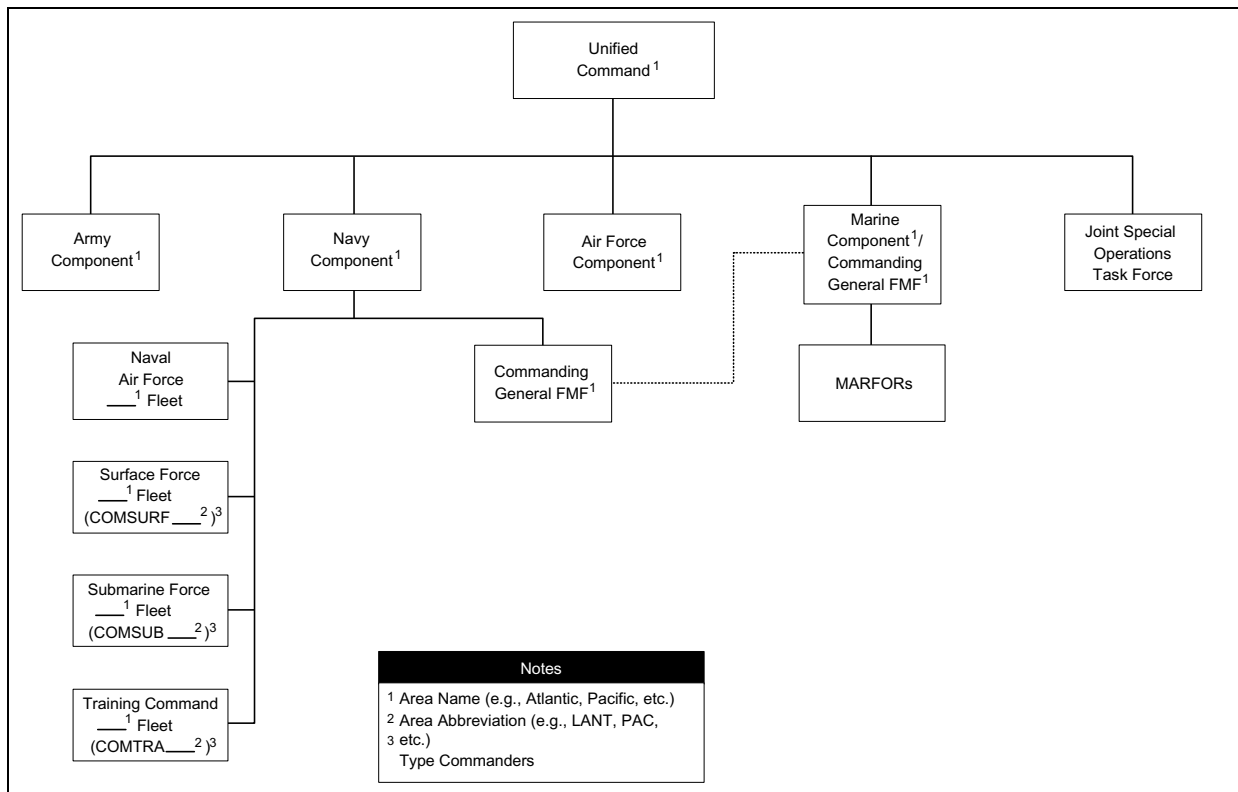 Unified
Command ¹
Army
Component ¹
Navy
Component ¹
Air Force
Component ¹
Marine
Component ¹/
Commanding
General FMF ¹
Joint Special
Operations
Task Force
Naval
Air Force
___¹ Fleet
Commanding
General FMF ¹
MARFORs
Surface Force
___¹ Fleet
(COMSURF ___²)³
Submarine Force
___¹ Fleet
(COMSUB ___²)³
Training Command
___¹ Fleet
(COMTRA___²)³
Notes
¹ Area Name (e.g., Atlantic, Pacific, etc.)
² Area Abbreviation (e.g., LANT, PAC,
³ etc.)
Type Commanders